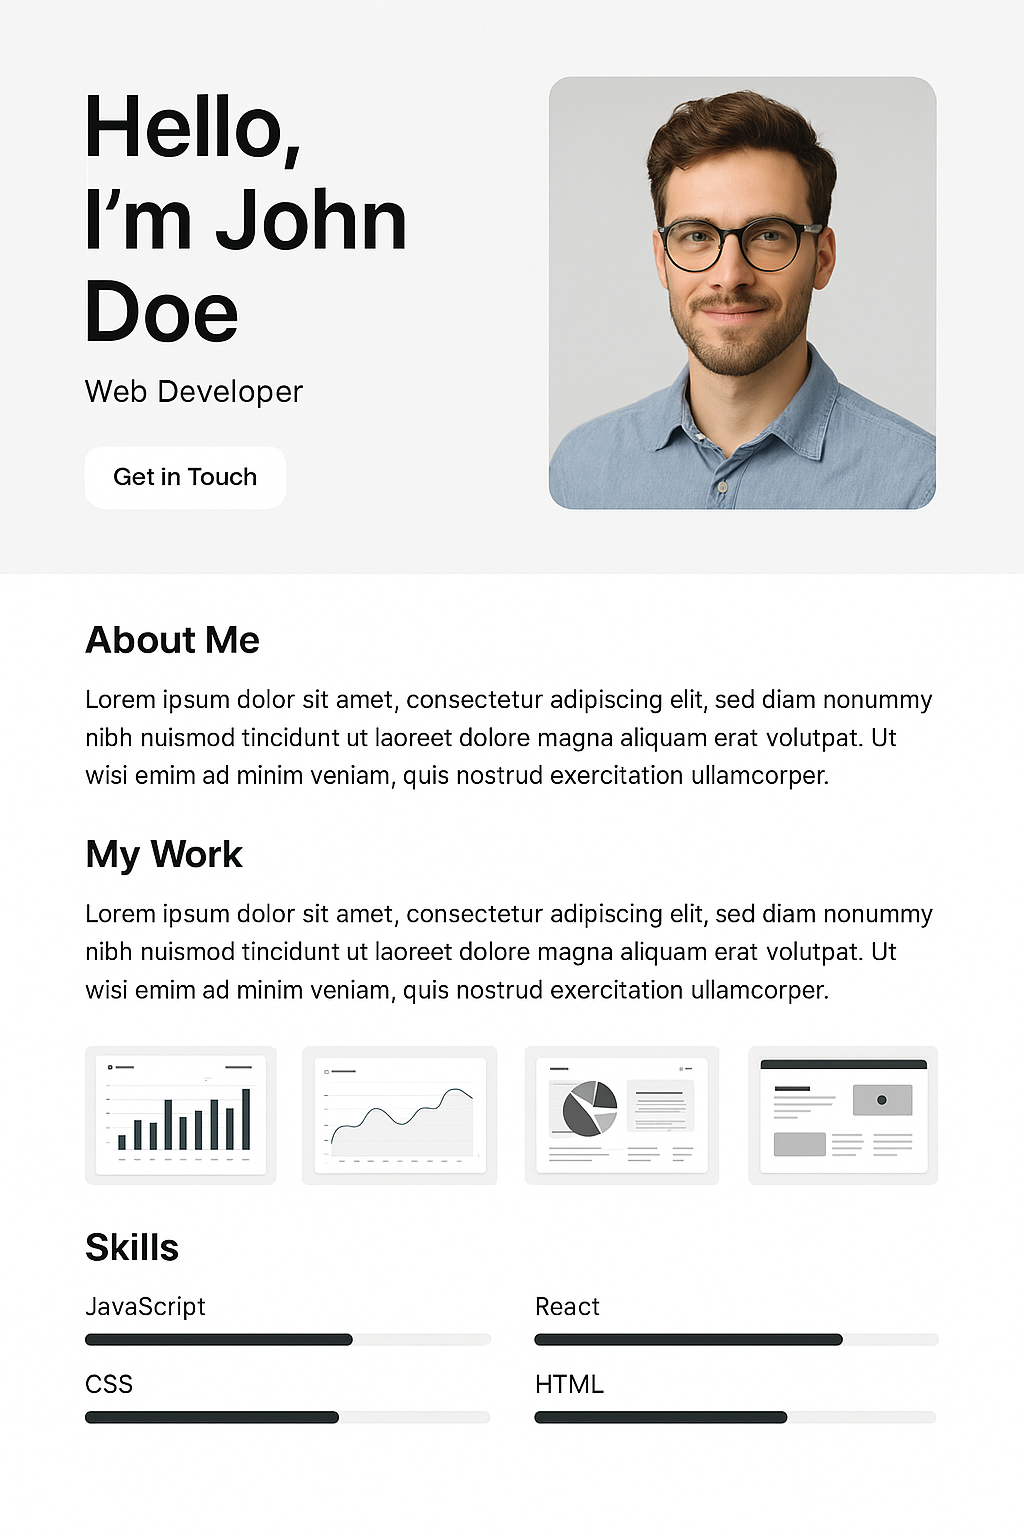 Hello,
I’m John
Doe
Web Developer
Get in Touch
About Me
Lorem ipsum dolor sit amet, consectetur adipiscing elit, sed diam nonummy
nibh nuismod tincidunt ut laoreet dolore magna aliquam erat volutpat. Ut
wisi emim ad minim veniam, quis nostrud exercitation ullamcorper.
My Work
Lorem ipsum dolor sit amet, consectetur adipiscing elit, sed diam nonummy
nibh nuismod tincidunt ut laoreet dolore magna aliquam erat volutpat. Ut
wisi emim ad minim veniam, quis nostrud exercitation ullamcorper.
Skills
JavaScript
React
CSS
HTML